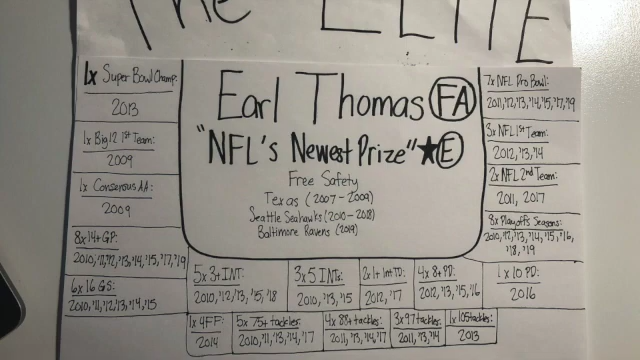 The ELITE
1x Super Bowl Champ:
2013
1x Big 12 1st Team:
2009
1x Consensus AA:
2009
8x 14+ GP:
2010, '11, '12, '13, '14, '15, '17, '19
6x 16 GS:
2010, '11, '12, '13, '14, '15
Earl Thomas FA
"NFL's Newest Prize" ★ E
Free Safety
Texas (2007-2009)
Seattle Seahawks (2010-2018)
Baltimore Ravens (2019)
7x NFL Pro Bowl:
2011, '12, '13, '14, '15, '17, '19
3x NFL 1st Team:
2012, '13, '14
2x NFL 2nd Team:
2011, 2017
8x Playoffs Seasons:
2010, '12, '13, '14, '15, '16,
'18, '19
5x 3+ INT:
2010, '12, '13, '15, '18
3x 5 INTs:
2010, '13, '15
2x 1+ Int TD:
2012, '17
4x 8+ PD:
2012, '13, '15, '16
1x 10 PD:
2016
1x 4FF:
2014
5x 75+ tackles:
2010, '11, '13, '14, '17
4x 88+ tackles:
2011, '13, '14, '17
3x 97 tackles:
2011, '13, '14
1x 105 tackles:
2013